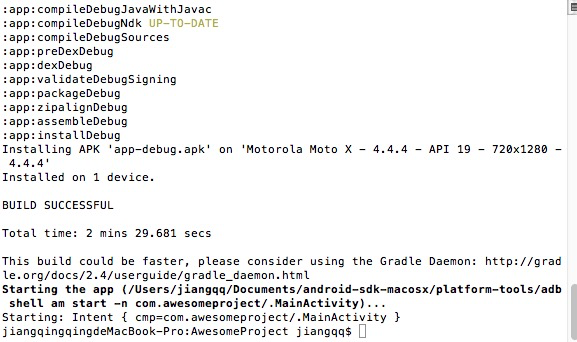 :app:compileDebugJavaWithJavac
:app:compileDebugNdk UP-TO-DATE
:app:compileDebugSources
:app:preDexDebug
:app:dexDebug
:app:validateDebugSigning
:app:packageDebug
:app:zipalignDebug
:app:assembleDebug
:app:installDebug
Installing APK 'app-debug.apk' on 'Motorola Moto X - 4.4.4 - API 19 - 720x1280 -
 4.4.4'
Installed on 1 device.

BUILD SUCCESSFUL

Total time: 2 mins 29.681 secs

This build could be faster, please consider using the Gradle Daemon: http://grad
le.org/docs/2.4/userguide/gradle_daemon.html
Starting the app (/Users/jiangqq/Documents/android-sdk-macosx/platform-tools/adb
 shell am start -n com.awesomeproject/.MainActivity)...
Starting: Intent { cmp=com.awesomeproject/.MainActivity }
jiangqingqingdeMacBook-Pro:AwesomeProject jiangqq$